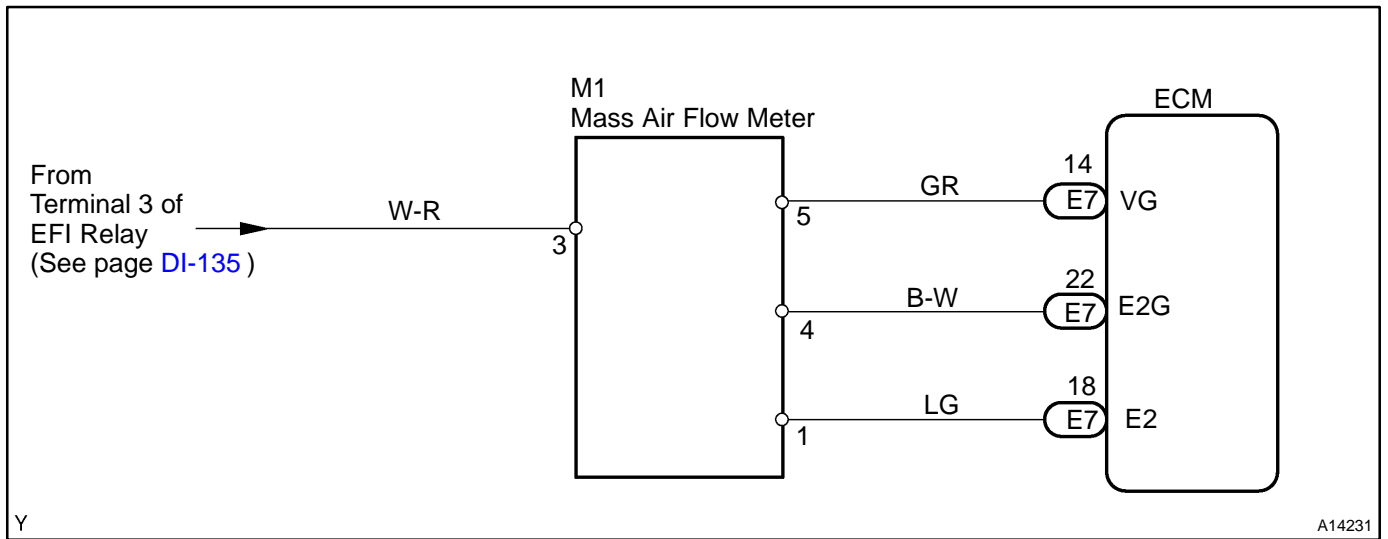 M1
Mass Air Flow Meter
ECM
From
Terminal 3 of
EFI Relay
(See page DI-135 )
W-R
3
5
GR
14
E7
VG
4
B-W
22
E7
E2G
1
LG
18
E7
E2
Y
A14231